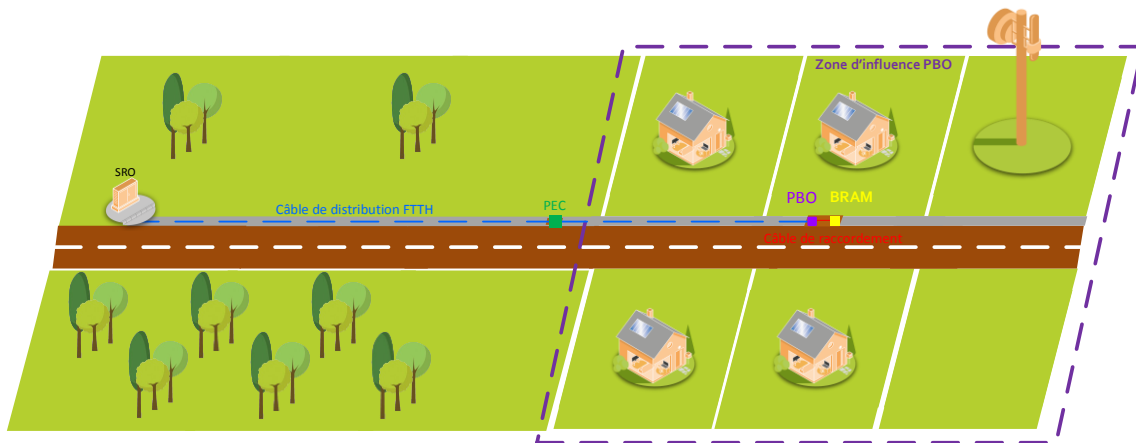 Zone d'influence PBO
SRO
Câble de distribution FTTH
PEC
PBO
BRAM
Câble de raccordement